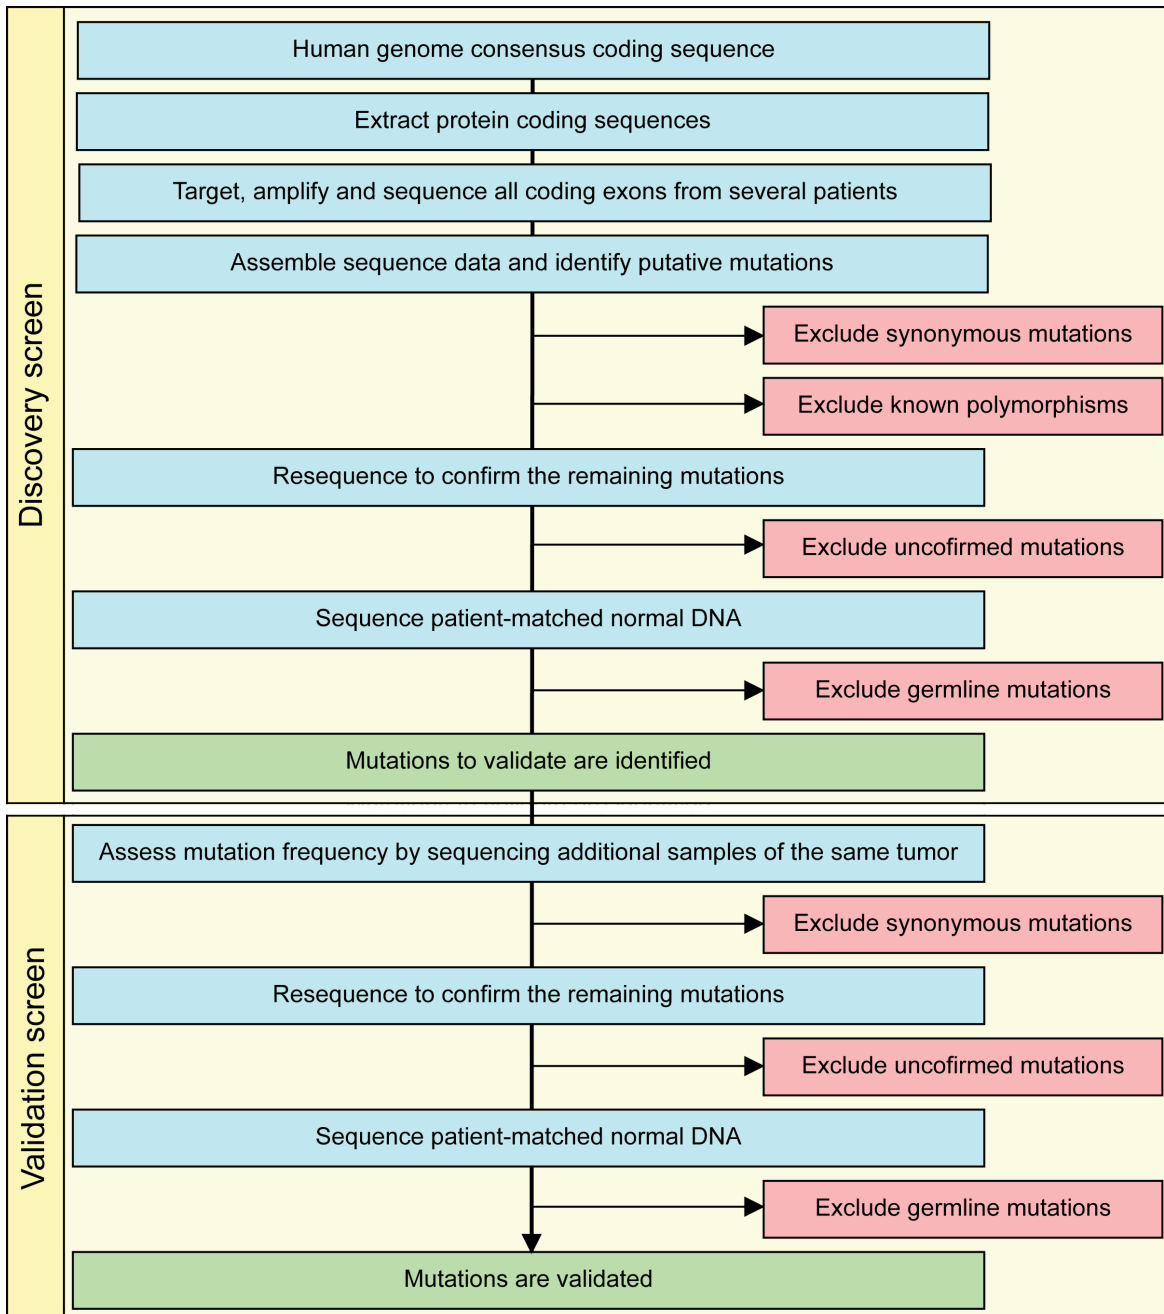 Discovery screen
Human genome consensus coding sequence
Extract protein coding sequences
Target, amplify and sequence all coding exons from several patients
Assemble sequence data and identify putative mutations
Exclude synonymous mutations
Exclude known polymorphisms
Resequence to confirm the remaining mutations
Exclude uncofirmed mutations
Sequence patient-matched normal DNA
Exclude germline mutations
Mutations to validate are identified
Validation screen
Assess mutation frequency by sequencing additional samples of the same tumor
Exclude synonymous mutations
Resequence to confirm the remaining mutations
Exclude uncofirmed mutations
Sequence patient-matched normal DNA
Exclude germline mutations
Mutations are validated